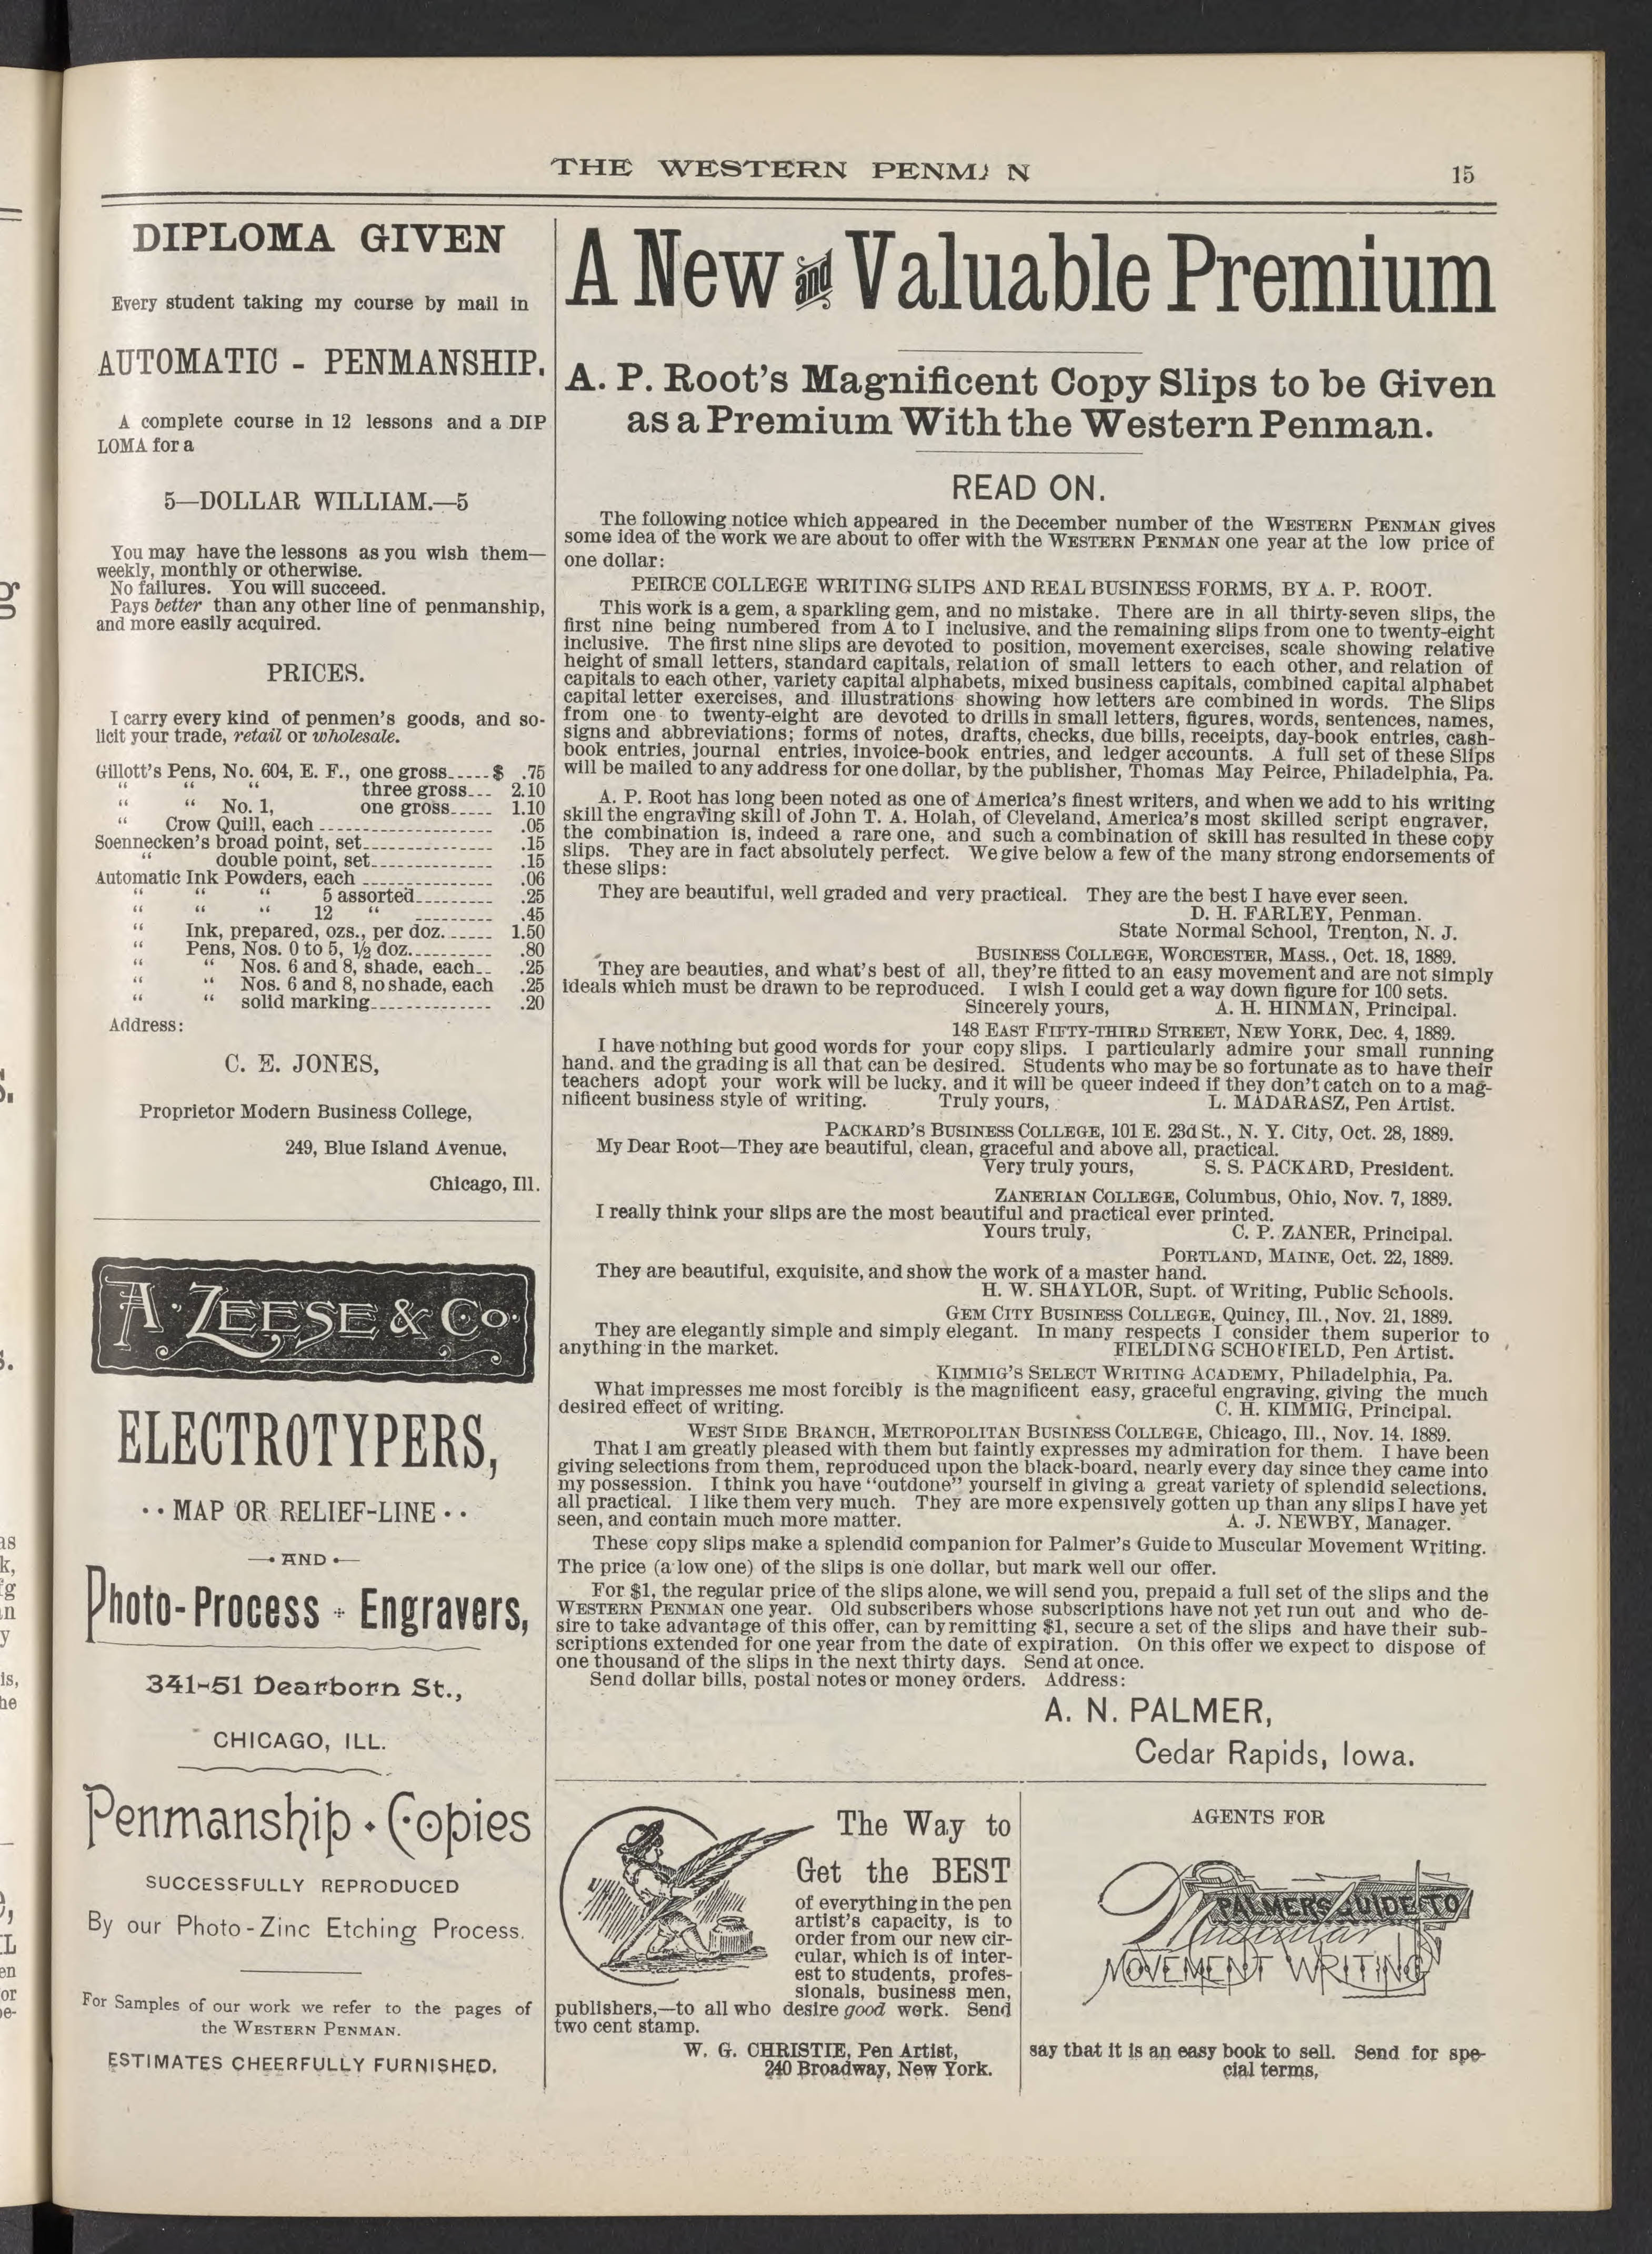 THE WESTERN PENM N
15
DIPLOMA GIVEN
Every student taking my course by mail in
AUTOMATIC - PENMANSHIP.
A complete course in 12 lessons and a DIP
LOMA for a
5—DOLLAR WILLIAM.—5
You may have the lessons as you wish them—
weekly, monthly or otherwise.
No failures. You will succeed.
Pays better than any other line of penmanship,
and more easily acquired.
PRICES.
I carry every kind of penmen's goods, and so-
licit your trade, retail or wholesale.
Gillott's Pens, No. 604, E. F., one gross.....$ .75
“ “ “ three gross... 2.10
“ “ No. 1, one gross..... 1.10
“ Crow Quill, each .................... .05
Soennecken's broad point, set............... .15
“ double point, set.............. .15
Automatic Ink Powders, each ............... .06
“ “ “ 5 assorted......... .25
“ “ “ 12 “ ......... .45
“ Ink, prepared, ozs., per doz...... 1.50
“ Pens, Nos. 0 to 5, ½ doz.......... .80
“ “ Nos. 6 and 8, shade, each.. .25
“ “ Nos. 6 and 8, no shade, each .25
“ “ solid marking.............. .20
Address:
C. E. JONES,
Proprietor Modern Business College,
249, Blue Island Avenue,
Chicago, Ill.
A. ZEESE & Co.
ELECTROTYPERS,
·· MAP OR RELIEF-LINE ··
AND
Photo-Process + Engravers,
341-51 Dearborn St.,
CHICAGO, ILL.
Penmanship · Copies
SUCCESSFULLY REPRODUCED
By our Photo-Zinc Etching Process.
For Samples of our work we refer to the pages of
the WESTERN PENMAN.
ESTIMATES CHEERFULLY FURNISHED.
A New and Valuable Premium
A. P. Root's Magnificent Copy Slips to be Given
as a Premium With the Western Penman.
READ ON.
The following notice which appeared in the December number of the WESTERN PENMAN gives
some idea of the work we are about to offer with the WESTERN PENMAN one year at the low price of
one dollar:
PEIRCE COLLEGE WRITING SLIPS AND REAL BUSINESS FORMS, BY A. P. ROOT.
This work is a gem, a sparkling gem, and no mistake. There are in all thirty-seven slips, the
first nine being numbered from A to I inclusive, and the remaining slips from one to twenty-eight
inclusive. The first nine slips are devoted to position, movement exercises, scale showing relative
height of small letters, standard capitals, relation of small letters to each other, and relation of
capitals to each other, variety capital alphabets, mixed business capitals, combined capital alphabet
capital letter exercises, and illustrations showing how letters are combined in words. The Slips
from one to twenty-eight are devoted to drills in small letters, figures, words, sentences, names,
signs and abbreviations; forms of notes, drafts, checks, due bills, receipts, day-book entries, cash-
book entries, journal entries, invoice-book entries, and ledger accounts. A full set of these Slips
will be mailed to any address for one dollar, by the publisher, Thomas May Peirce, Philadelphia, Pa.
A. P. Root has long been noted as one of America's finest writers, and when we add to his writing
skill the engraving skill of John T. A. Holah, of Cleveland, America's most skilled script engraver,
the combination is, indeed a rare one, and such a combination of skill has resulted in these copy
slips. They are in fact absolutely perfect. We give below a few of the many strong endorsements of
these slips:
They are beautiful, well graded and very practical. They are the best I have ever seen.
D. H. FARLEY, Penman.
State Normal School, Trenton, N. J.
BUSINESS COLLEGE, WORCESTER, MASS., Oct. 18, 1889.
They are beauties, and what's best of all, they're fitted to an easy movement and are not simply
ideals which must be drawn to be reproduced. I wish I could get a way down figure for 100 sets.
Sincerely yours, A. H. HINMAN, Principal.
148 EAST FIFTY-THIRD STREET, NEW YORK, Dec. 4, 1889.
I have nothing but good words for your copy slips. I particularly admire your small running
hand, and the grading is all that can be desired. Students who may be so fortunate as to have their
teachers adopt your work will be lucky, and it will be queer indeed if they don't catch on to a mag-
nificent business style of writing. Truly yours, L. MADARASZ, Pen Artist.
PACKARD'S BUSINESS COLLEGE, 101 E. 23d St., N. Y. City, Oct. 28, 1889.
My Dear Root—They are beautiful, clean, graceful and above all, practical.
Very truly yours, S. S. PACKARD, President.
ZANERIAN COLLEGE, Columbus, Ohio, Nov. 7, 1889.
I really think your slips are the most beautiful and practical ever printed.
Yours truly, C. P. ZANER, Principal.
PORTLAND, MAINE, Oct. 22, 1889.
They are beautiful, exquisite, and show the work of a master hand.
H. W. SHAYLOR, Supt. of Writing, Public Schools.
GEM CITY BUSINESS COLLEGE, Quincy, Ill., Nov. 21, 1889.
They are elegantly simple and simply elegant. In many respects I consider them superior to
anything in the market. FIELDING SCHOFIELD, Pen Artist.
KIMMIG'S SELECT WRITING ACADEMY, Philadelphia, Pa.
What impresses me most forcibly is the magnificent easy, graceful engraving, giving the much
desired effect of writing. C. H. KIMMIG, Principal.
WEST SIDE BRANCH, METROPOLITAN BUSINESS COLLEGE, Chicago, Ill., Nov. 14, 1889.
That I am greatly pleased with them but faintly expresses my admiration for them. I have been
giving selections from them, reproduced upon the black-board, nearly every day since they came into
my possession. I think you have “outdone” yourself in giving a great variety of splendid selections,
all practical. I like them very much. They are more expensively gotten up than any slips I have yet
seen, and contain much more matter. A. J. NEWBY, Manager.
These copy slips make a splendid companion for Palmer's Guide to Muscular Movement Writing.
The price (a low one) of the slips is one dollar, but mark well our offer.
For $1, the regular price of the slips alone, we will send you, prepaid a full set of the slips and the
WESTERN PENMAN one year. Old subscribers whose subscriptions have not yet run out and who de-
sire to take advantage of this offer, can by remitting $1, secure a set of the slips and have their sub-
scriptions extended for one year from the date of expiration. On this offer we expect to dispose of
one thousand of the slips in the next thirty days. Send at once.
Send dollar bills, postal notes or money orders. Address:
A. N. PALMER,
Cedar Rapids, Iowa.
The Way to
Get the BEST
of everything in the pen
artist's capacity, is to
order from our new cir-
cular, which is of inter-
est to students, profes-
sionals, business men,
publishers,—to all who desire good work. Send
two cent stamp.
W. G. CHRISTIE, Pen Artist,
240 Broadway, New York.
AGENTS FOR
PALMER'S GUIDE TO
Muscular
MOVEMENT WRITING
say that it is an easy book to sell. Send for spe-
cial terms,